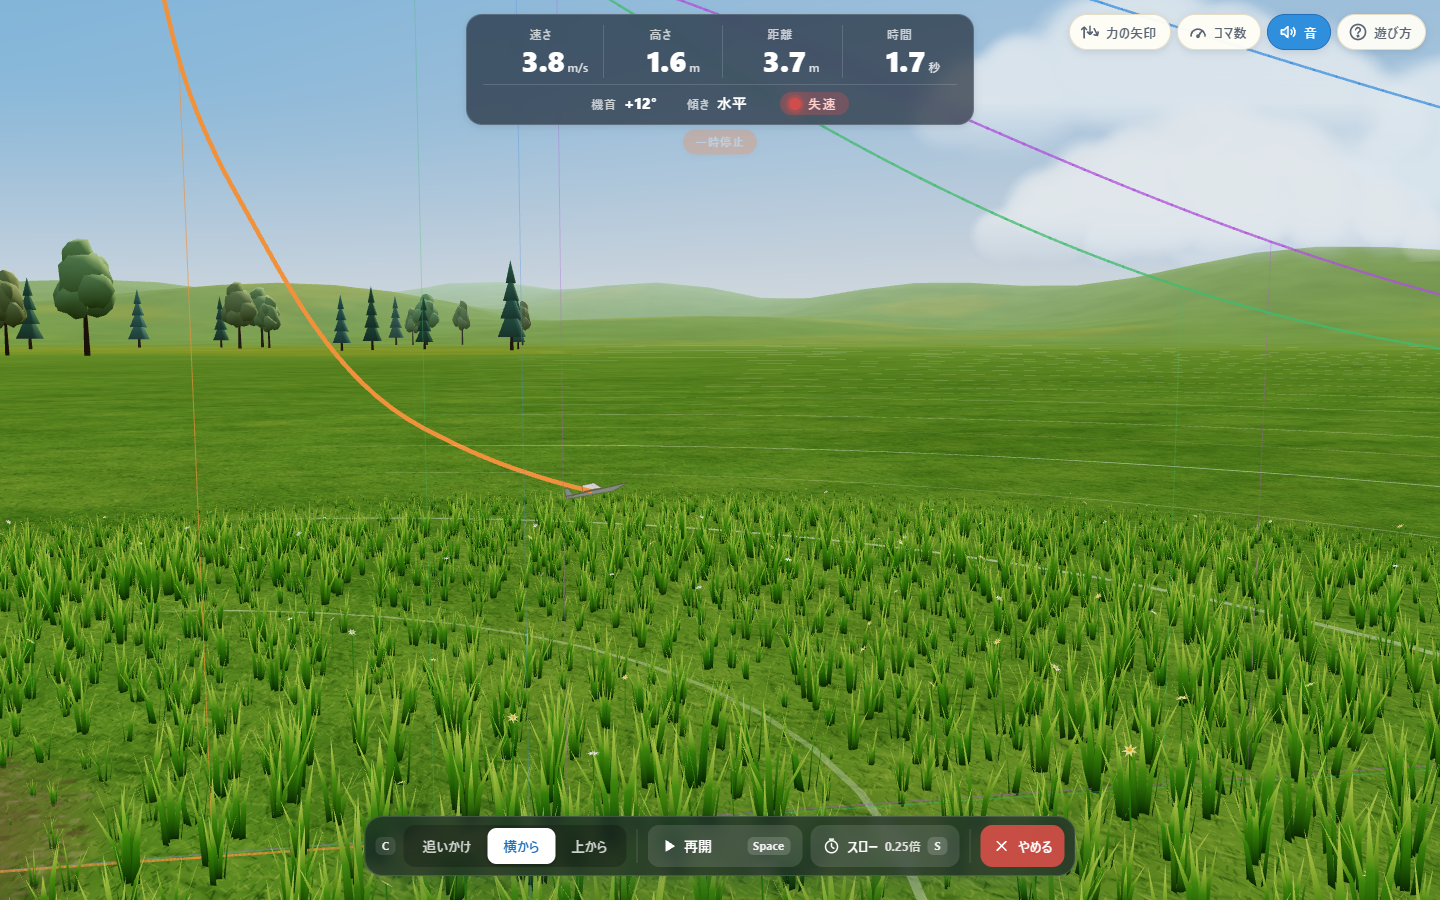 速さ 高さ 距離 時間
3.8 m/s 1.6 m 3.7 m 1.7 秒
機首 +12° 傾き 水平 失速
一時停止
力の矢印 コマ数 音 遊び方
C 追いかけ 横から 上から 再開 Space スロー 0.25倍 S やめる